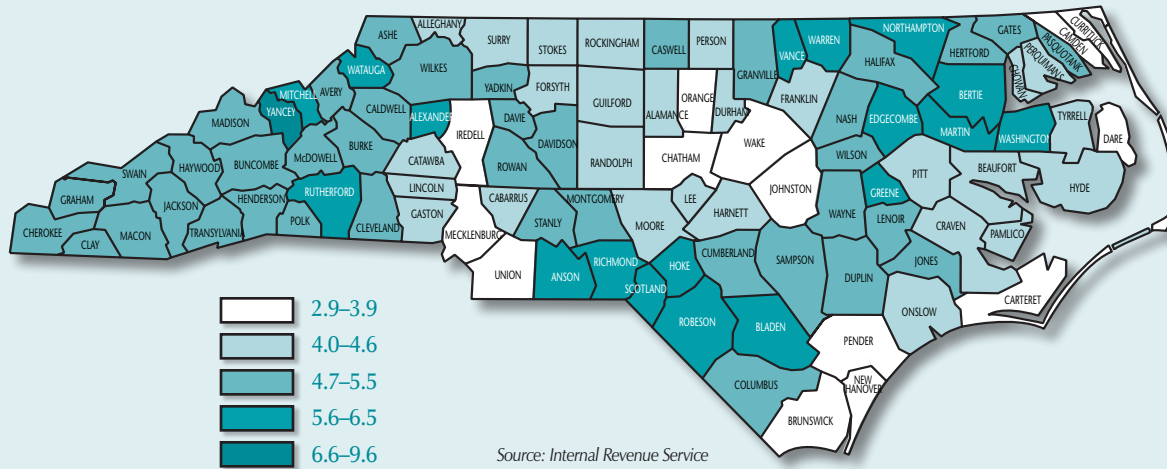 ALLEGHANY
ASHE
SURRY
STOKES
ROCKINGHAM
CASWELL
PERSON
GRANVILLE
VANCE
WARREN
NORTHAMPTON
GATES
CURRITUCK
CAMDEN
PASQUOTANK
PERQUIMANS
CHOWAN
HERTFORD
HALIFAX
WATAUGA
WILKES
YADKIN
FORSYTH
GUILFORD
ALAMANCE
ORANGE
DURHAM
FRANKLIN
NASH
EDGECOMBE
BERTIE
MARTIN
WASHINGTON
TYRRELL
DARE
MITCHELL
AVERY
YANCEY
CALDWELL
ALEXANDER
IREDELL
DAVIE
DAVIDSON
RANDOLPH
CHATHAM
WAKE
WILSON
PITT
BEAUFORT
HYDE
MADISON
HAYWOOD
BUNCOMBE
McDOWELL
BURKE
CATAWBA
ROWAN
JOHNSTON
GREENE
SWAIN
GRAHAM
JACKSON
HENDERSON
RUTHERFORD
LINCOLN
CABARRUS
MONTGOMERY
LEE
HARNETT
WAYNE
LENOIR
CRAVEN
PAMLICO
CHEROKEE
CLAY
MACON
TRANSYLVANIA
POLK
CLEVELAND
GASTON
MECKLENBURG
STANLY
MOORE
UNION
ANSON
RICHMOND
SCOTLAND
HOKE
CUMBERLAND
SAMPSON
DUPLIN
JONES
ONSLOW
CARTERET
ROBESON
BLADEN
PENDER
COLUMBUS
NEW
HANOVER
BRUNSWICK
2.9–3.9
4.0–4.6
4.7–5.5
5.6–6.5
6.6–9.6
Source: Internal Revenue Service